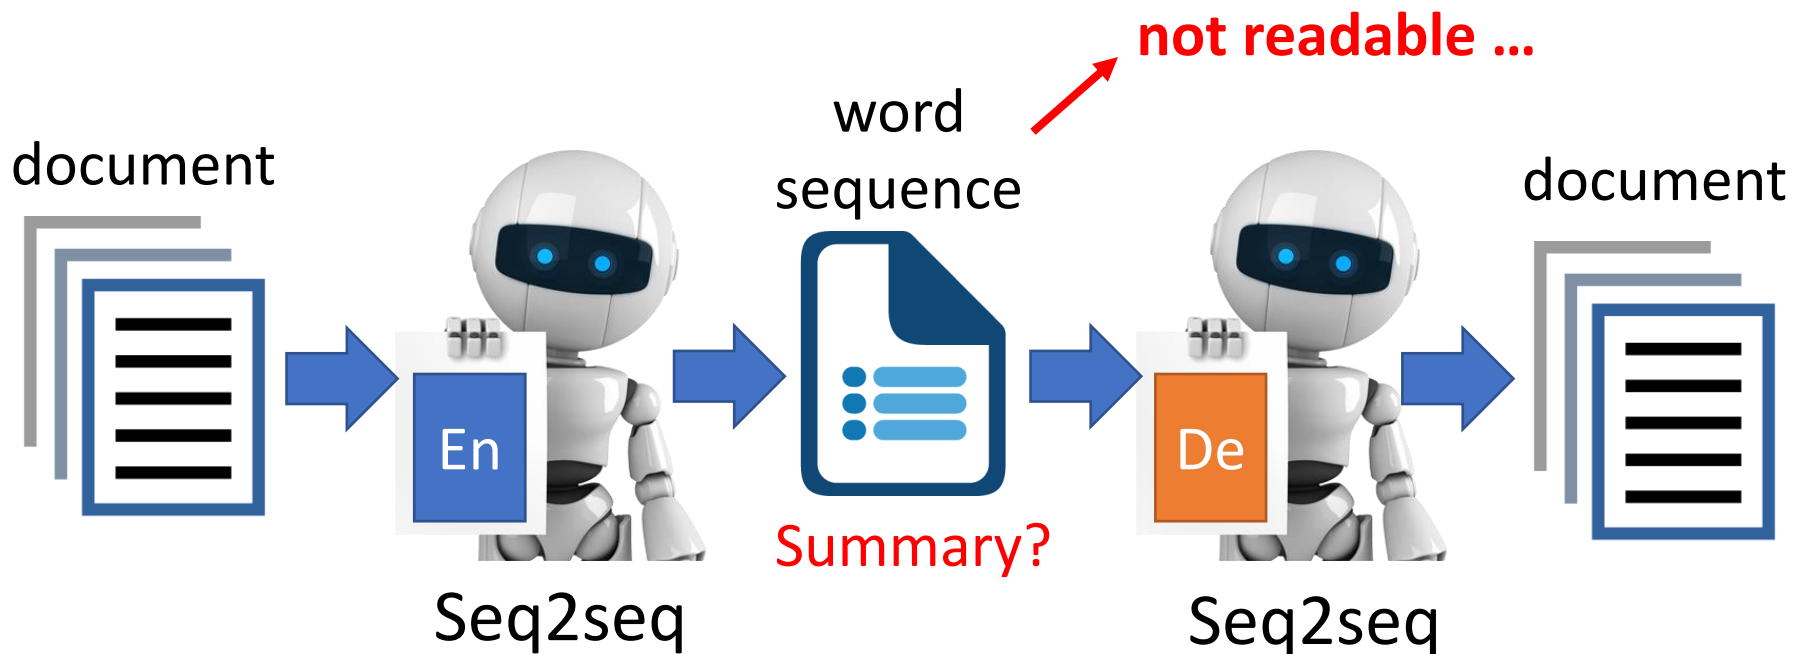 not readable ...
word
sequence
document
document
En
De
Summary?
Seq2seq
Seq2seq